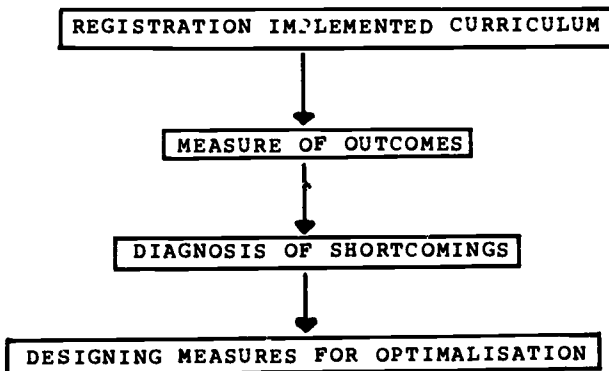 REGISTRATION IMPLEMENTED CURRICULUM
MEASURE OF OUTCOMES
DIAGNOSIS OF SHORTCOMINGS
DESIGNING MEASURES FOR OPTIMALISATION